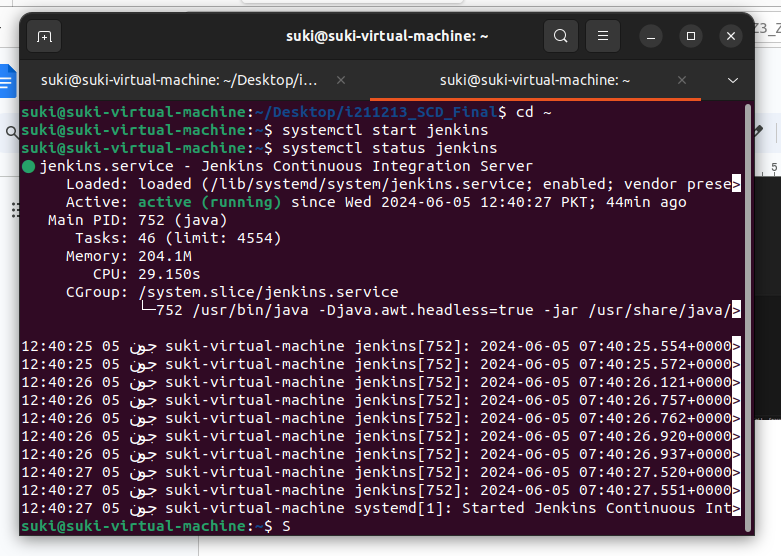 suki@suki-virtual-machine: ~
suki@suki-virtual-machine: ~/Desktop/i...
suki@suki-virtual-machine: ~
suki@suki-virtual-machine:~/Desktop/i211213_SCD_Final$ cd ~
suki@suki-virtual-machine:~$ systemctl start jenkins
suki@suki-virtual-machine:~$ systemctl status jenkins
● jenkins.service - Jenkins Continuous Integration Server
Loaded: loaded (/lib/systemd/system/jenkins.service; enabled; vendor prese>
Active: active (running) since Wed 2024-06-05 12:40:27 PKT; 44min ago
Main PID: 752 (java)
Tasks: 46 (limit: 4554)
Memory: 204.1M
CPU: 29.150s
CGroup: /system.slice/jenkins.service
└─752 /usr/bin/java -Djava.awt.headless=true -jar /usr/share/java/>
12:40:25 05 جون suki-virtual-machine jenkins[752]: 2024-06-05 07:40:25.554+0000>
12:40:25 05 جون suki-virtual-machine jenkins[752]: 2024-06-05 07:40:25.572+0000>
12:40:26 05 جون suki-virtual-machine jenkins[752]: 2024-06-05 07:40:26.121+0000>
12:40:26 05 جون suki-virtual-machine jenkins[752]: 2024-06-05 07:40:26.757+0000>
12:40:26 05 جون suki-virtual-machine jenkins[752]: 2024-06-05 07:40:26.762+0000>
12:40:26 05 جون suki-virtual-machine jenkins[752]: 2024-06-05 07:40:26.920+0000>
12:40:26 05 جون suki-virtual-machine jenkins[752]: 2024-06-05 07:40:26.937+0000>
12:40:27 05 جون suki-virtual-machine jenkins[752]: 2024-06-05 07:40:27.520+0000>
12:40:27 05 جون suki-virtual-machine jenkins[752]: 2024-06-05 07:40:27.551+0000>
12:40:27 05 جون suki-virtual-machine systemd[1]: Started Jenkins Continuous Int>
suki@suki-virtual-machine:~$ S
Z3_Z
5